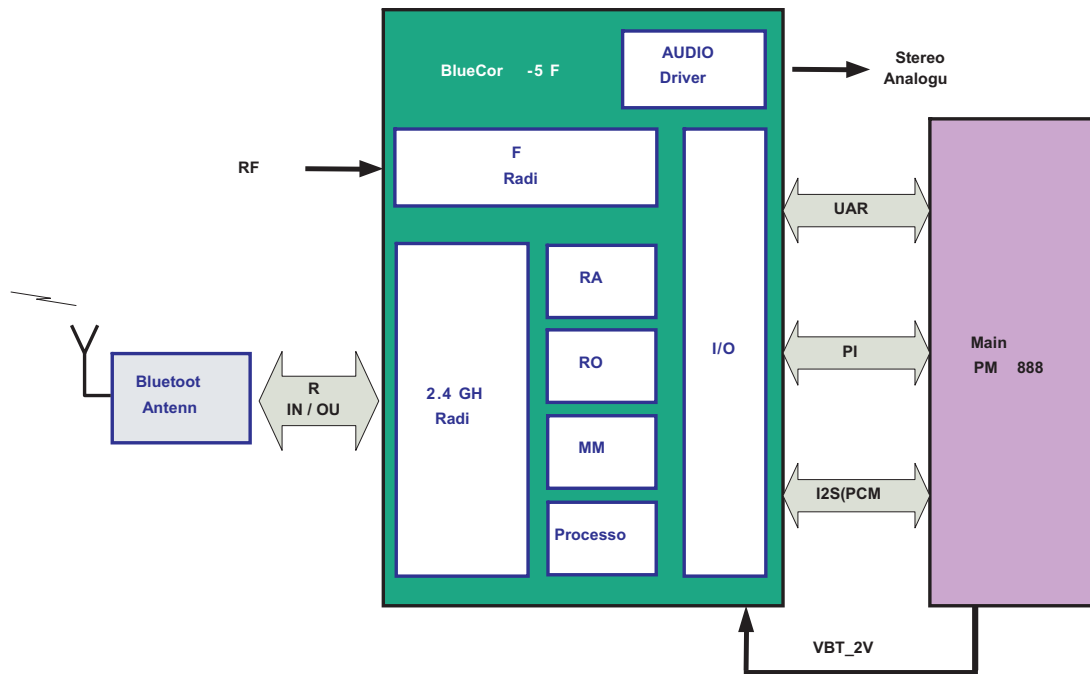 BlueCor -5 F
AUDIO
Driver
Stereo
Analogu
RF
F
Radi
UAR
RA
RO
I/O
PI
Main
PM 888
Bluetoot
Antenn
R
IN / OU
2.4 GH
Radi
MM
I2S(PCM
Processo
VBT_2V